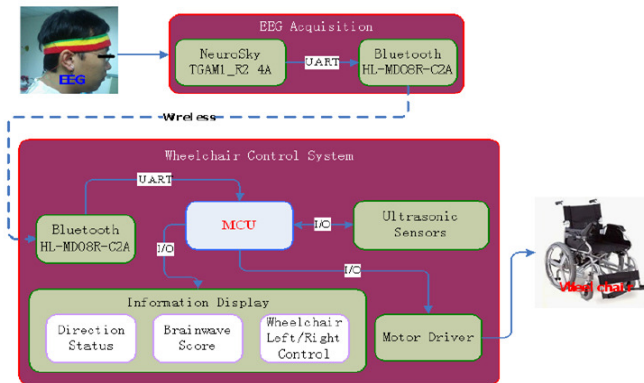 EEG Acquisition
EEG
NeuroSky
TGAM1_R2 4A
UART
Bluetooth
HL-MD08R-C2A
Wireless
Wheelchair Control System
UART
Bluetooth
HL-MD08R-C2A
MCU
I/O
Ultrasonic
Sensors
I/O
I/O
Information Display
Direction
Status
Brainwave
Score
Wheelchair
Left/Right
Control
Motor Driver
Wheel chair